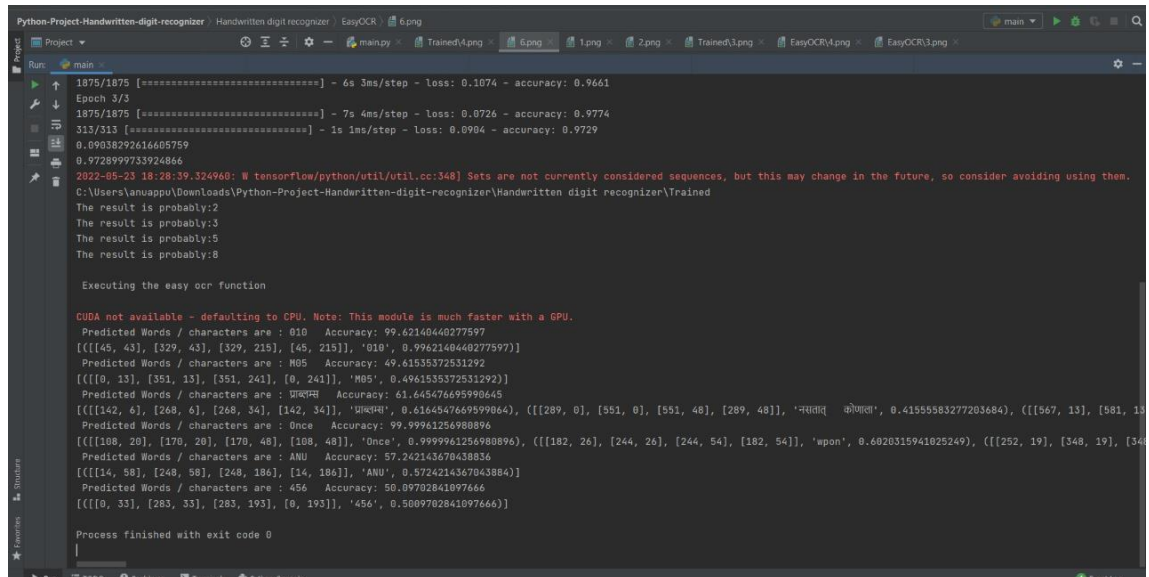 Python-Project-Handwritten-digit-recognizer 〉 Handwritten digit recognizer 〉 EasyOCR 〉 6.png
main
Project
main.py × Trained\4.png × 6.png × 1.png × 2.png × Trained\3.png × EasyOCR\4.png × EasyOCR\3.png ×
Run: main ×
1875/1875 [==============================] - 6s 3ms/step - loss: 0.1074 - accuracy: 0.9661
Epoch 3/3
1875/1875 [==============================] - 7s 4ms/step - loss: 0.0726 - accuracy: 0.9774
313/313 [==============================] - 1s 1ms/step - loss: 0.0904 - accuracy: 0.9729
0.09038292616605759
0.9728999733924866
2022-05-23 18:28:39.324960: W tensorflow/python/util/util.cc:348] Sets are not currently considered sequences, but this may change in the future, so consider avoiding using them.
C:\Users\anuappu\Downloads\Python-Project-Handwritten-digit-recognizer\Handwritten digit recognizer\Trained
The result is probably:2
The result is probably:3
The result is probably:5
The result is probably:8
Executing the easy ocr function
CUDA not available - defaulting to CPU. Note: This module is much faster with a GPU.
Predicted Words / characters are : 010 Accuracy: 99.62140440277597
[([[45, 43], [329, 43], [329, 215], [45, 215]], '010', 0.9962140440277597)]
Predicted Words / characters are : M05 Accuracy: 49.61535372531292
[([[0, 13], [351, 13], [351, 241], [0, 241]], 'M05', 0.4961535372531292)]
Predicted Words / characters are : प्राब्लम्स Accuracy: 61.645476695990645
[([[142, 6], [268, 6], [268, 34], [142, 34]], 'प्राब्लम्स', 0.6164547669599064), ([[289, 0], [551, 0], [551, 48], [289, 48]], 'नसतात् कोणाता', 0.41555583277203684), ([[567, 13], [581, 13
Predicted Words / characters are : Once Accuracy: 99.99961256980896
[([[108, 20], [170, 20], [170, 48], [108, 48]], 'Once', 0.9999961256980896), ([[182, 26], [244, 26], [244, 54], [182, 54]], 'wpon', 0.6020315941025249), ([[252, 19], [348, 19], [34
Predicted Words / characters are : ANU Accuracy: 57.242143670438836
[([[14, 58], [248, 58], [248, 186], [14, 186]], 'ANU', 0.5724214367043884)]
Predicted Words / characters are : 456 Accuracy: 50.09702841097666
[([[0, 33], [283, 33], [283, 193], [0, 193]], '456', 0.5009702841097666)]
Process finished with exit code 0
Project
Structure
Favorites